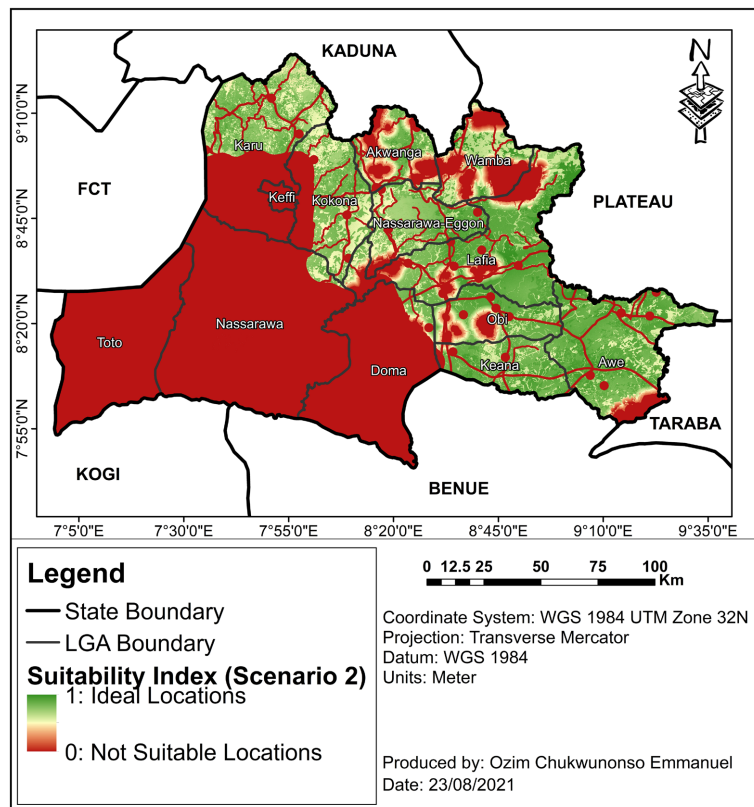 KADUNA
N
9°10'0"N
Karu
Akwanga
Wamba
FCT
Keffi
Kokona
PLATEAU
8°45'0"N
Nassarawa-Eggon
Lafia
8°20'0"N
Toto
Nassarawa
Obi
Doma
Keana
Awe
7°55'0"N
TARABA
KOGI
BENUE
7°5'0"E 7°30'0"E 7°55'0"E 8°20'0"E 8°45'0"E 9°10'0"E 9°35'0"E
Legend
State Boundary
LGA Boundary
Suitability Index (Scenario 2)
1: Ideal Locations
0: Not Suitable Locations
0 12.5 25 50 75 100
Km
Coordinate System: WGS 1984 UTM Zone 32N
Projection: Transverse Mercator
Datum: WGS 1984
Units: Meter
Produced by: Ozim Chukwunonso Emmanuel
Date: 23/08/2021